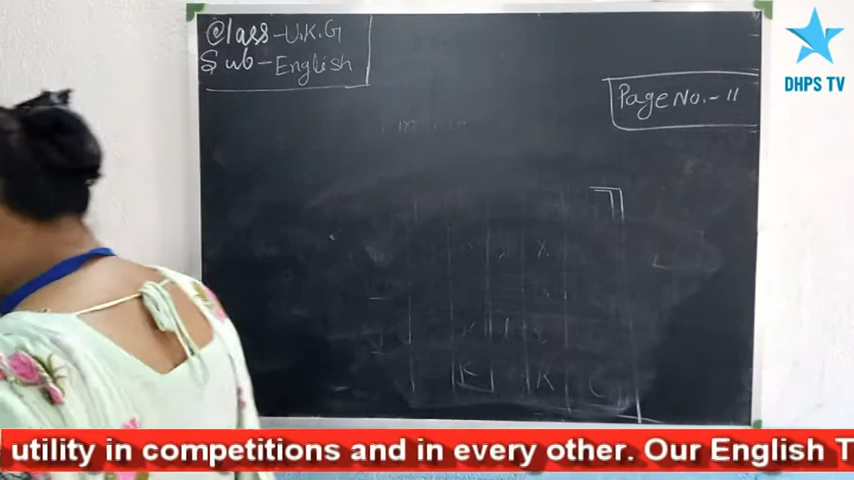 Class-U.K.G
Sub-English
Page No.- 11
DHPS TV
X
K
K
utility in competitions and in every other. Our English T